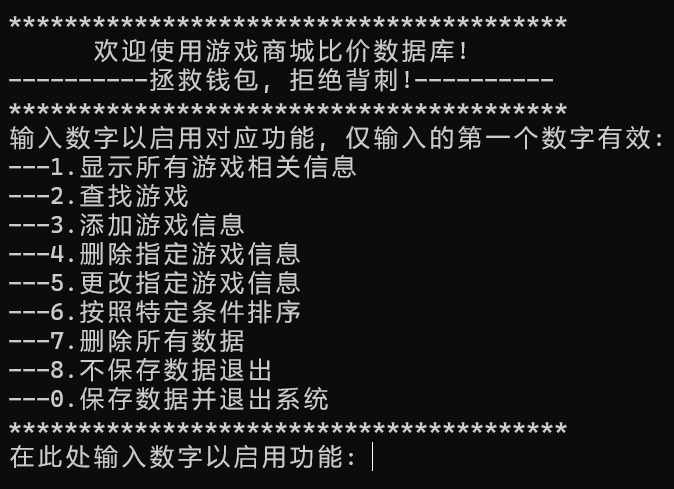 ****************************************
欢迎使用游戏商城比价数据库!
----------拯救钱包, 拒绝背刺!----------
****************************************
输入数字以启用对应功能, 仅输入的第一个数字有效:
---1.显示所有游戏相关信息
---2.查找游戏
---3.添加游戏信息
---4.删除指定游戏信息
---5.更改指定游戏信息
---6.按照特定条件排序
---7.删除所有数据
---8.不保存数据退出
---0.保存数据并退出系统
****************************************
在此处输入数字以启用功能: